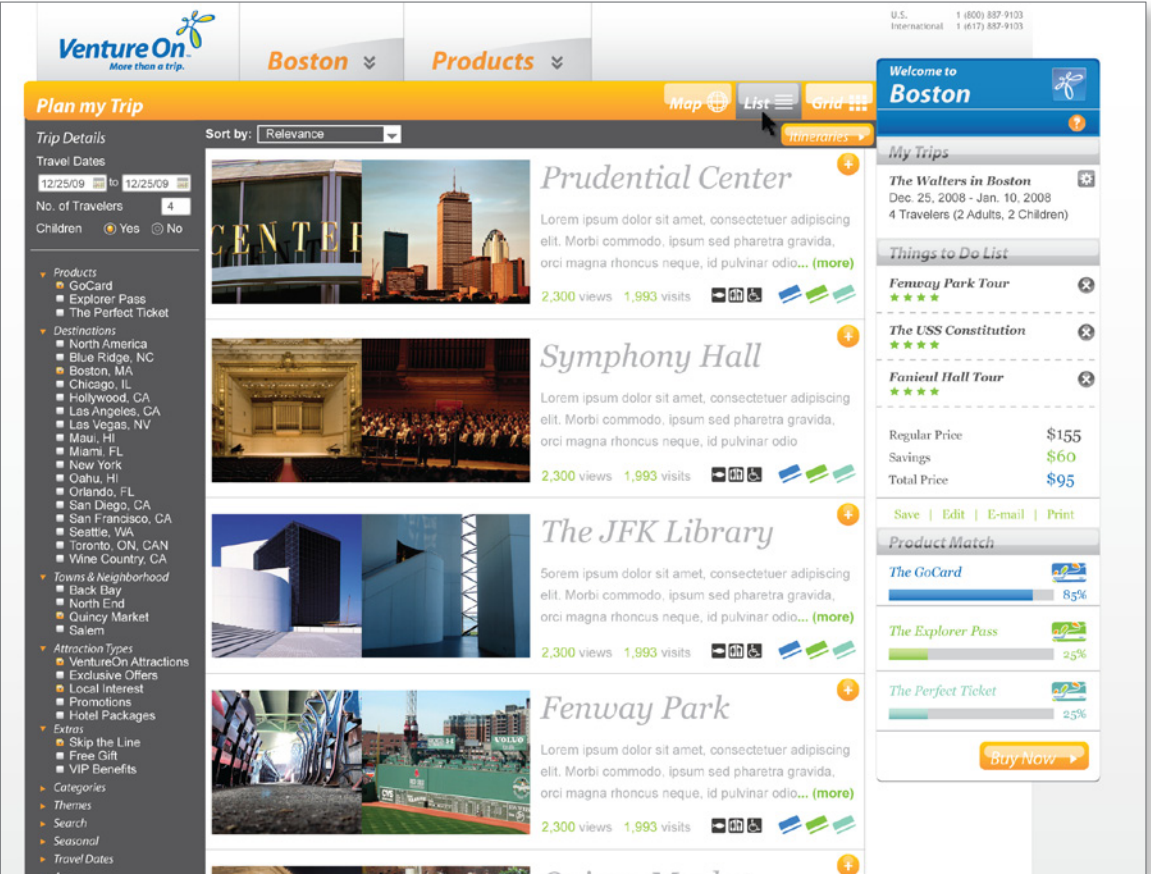 U.S. 1 (800) 887-9103
International 1 (617) 887-9103
Venture On
More than a trip.
Boston
Products
Plan my Trip
Map
List
Grid
Trip Details
Travel Dates
12/25/09 to 12/25/09
No. of Travelers 4
Children Yes No
Products
GoCard
Explorer Pass
The Perfect Ticket
Destinations
North America
Blue Ridge, NC
Boston, MA
Chicago, IL
Hollywood, CA
Las Angeles, CA
Las Vegas, NV
Maui, HI
Miami, FL
New York
Oahu, HI
Orlando, FL
San Diego, CA
San Francisco, CA
Seattle, WA
Toronto, ON, CAN
Wine Country, CA
Towns & Neighborhood
Back Bay
North End
Quincy Market
Salem
Attraction Types
VentureOn Attractions
Exclusive Offers
Local Interest
Promotions
Hotel Packages
Extras
Skip the Line
Free Gift
VIP Benefits
Categories
Themes
Search
Seasonal
Travel Dates
Sort by: Relevance
Itineraries
CENTER
Prudential Center
Lorem ipsum dolor sit amet, consectetuer adipiscing
elit. Morbi commodo, ipsum sed pharetra gravida,
orci magna rhoncus neque, id pulvinar odio... (more)
2,300 views 1,993 visits
Symphony Hall
Lorem ipsum dolor sit amet, consectetuer adipiscing
elit. Morbi commodo, ipsum sed pharetra gravida,
orci magna rhoncus neque, id pulvinar odio
2,300 views 1,993 visits
The JFK Library
Sorem ipsum dolor sit amet, consectetuer adipiscing
elit. Morbi commodo, ipsum sed pharetra gravida,
orci magna rhoncus neque, id pulvinar odio... (more)
2,300 views 1,993 visits
Fenway Park
VOLVO
Lorem ipsum dolor sit amet, consectetuer adipiscing
elit. Morbi commodo, ipsum sed pharetra gravida,
orci magna rhoncus neque, id pulvinar odio... (more)
2,300 views 1,993 visits
Welcome to
Boston
?
My Trips
The Walters in Boston
Dec. 25, 2008 - Jan. 10, 2008
4 Travelers (2 Adults, 2 Children)
Things to Do List
Fenway Park Tour
The USS Constitution
Fanieul Hall Tour
Regular Price $155
Savings $60
Total Price $95
Save | Edit | E-mail | Print
Product Match
The GoCard
85%
The Explorer Pass
25%
The Perfect Ticket
25%
Buy Now